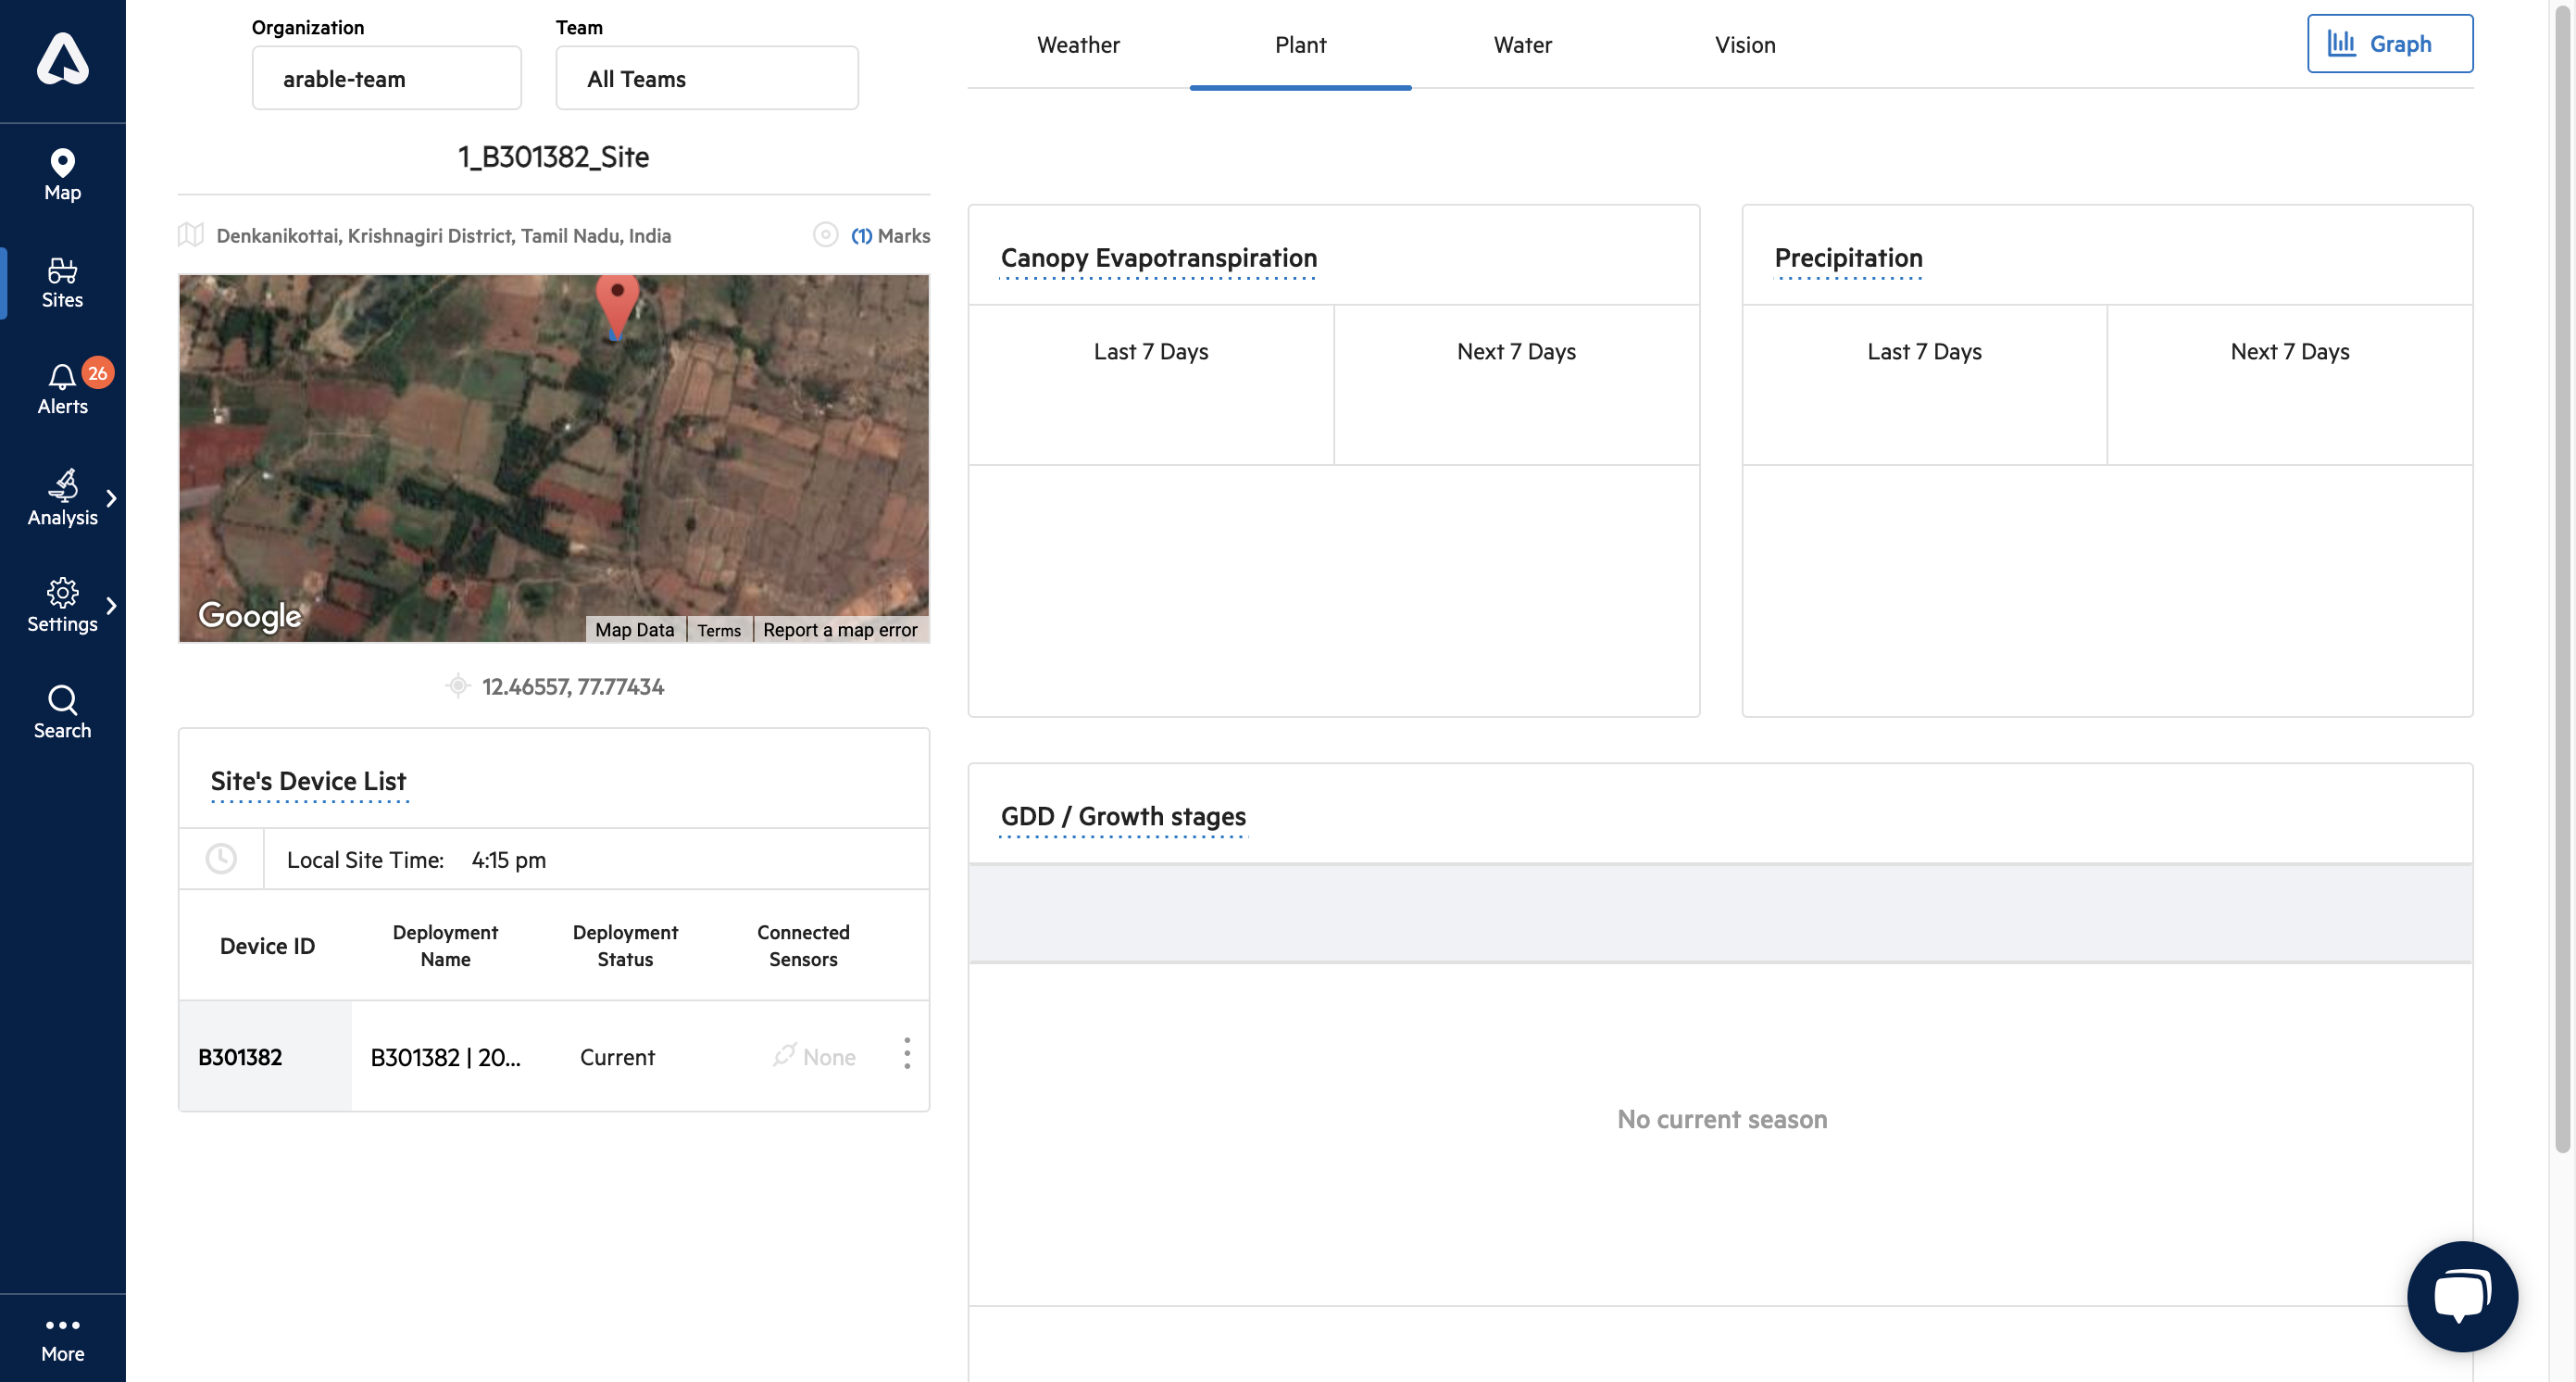 Map
Sites
26
Alerts
Analysis
Settings
Search
More
Organization
arable-team
Team
All Teams
1_B301382_Site
Denkanikottai, Krishnagiri District, Tamil Nadu, India
(1) Marks
Google
Map Data
Terms
Report a map error
12.46557, 77.77434
Site's Device List
Local Site Time: 4:15 pm
Device ID
Deployment
Name
Deployment
Status
Connected
Sensors
B301382
B301382 | 20...
Current
None
Weather
Plant
Water
Vision
Graph
Canopy Evapotranspiration
Last 7 Days
Next 7 Days
Precipitation
Last 7 Days
Next 7 Days
GDD / Growth stages
No current season